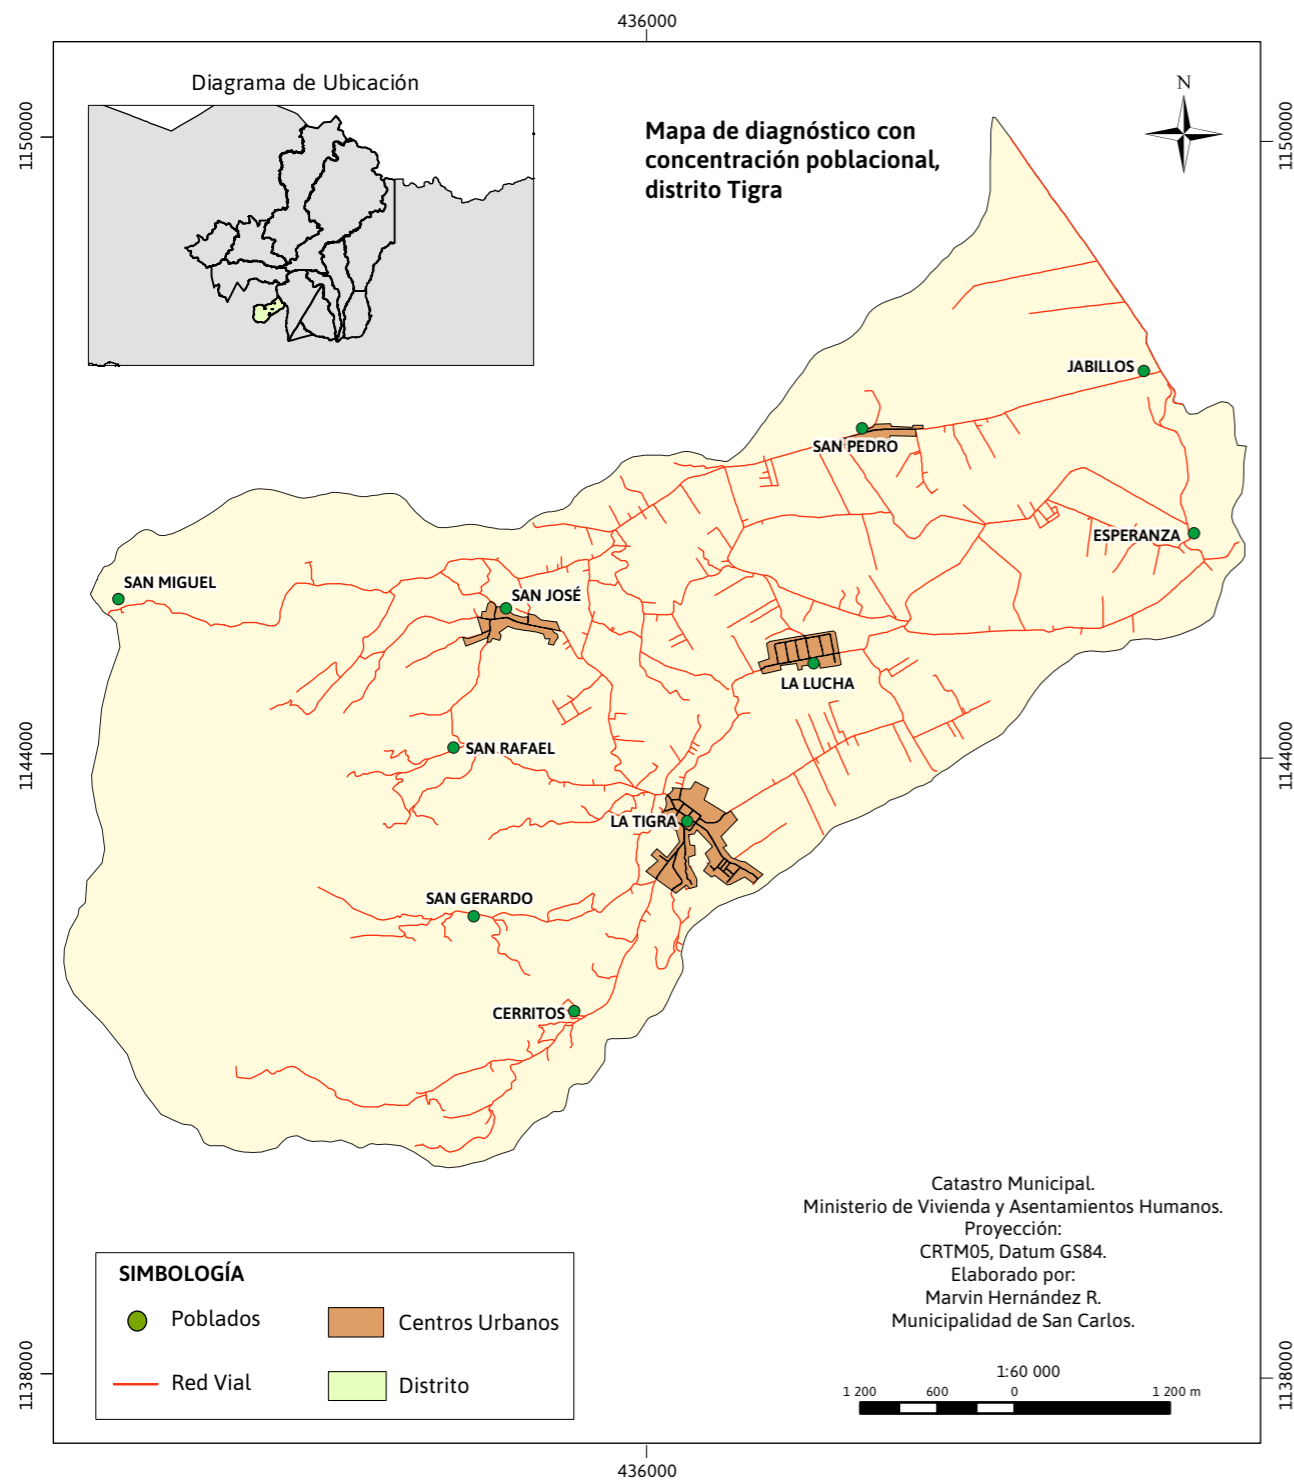 436000
Diagrama de Ubicación
N
1150000
1150000
Mapa de diagnóstico con
concentración poblacional,
distrito Tigra
JABILLOS
SAN PEDRO
ESPERANZA
SAN MIGUEL
SAN JOSÉ
LA LUCHA
SAN RAFAEL
1144000
1144000
LA TIGRA
SAN GERARDO
CERRITOS
Catastro Municipal.
Ministerio de Vivienda y Asentamientos Humanos.
Proyección:
CRTM05, Datum GS84.
Elaborado por:
Marvin Hernández R.
Municipalidad de San Carlos.
SIMBOLOGÍA
Poblados
Centros Urbanos
Red Vial
Distrito
1:60 000
1 200 600 0 1 200 m
1138000
1138000
436000